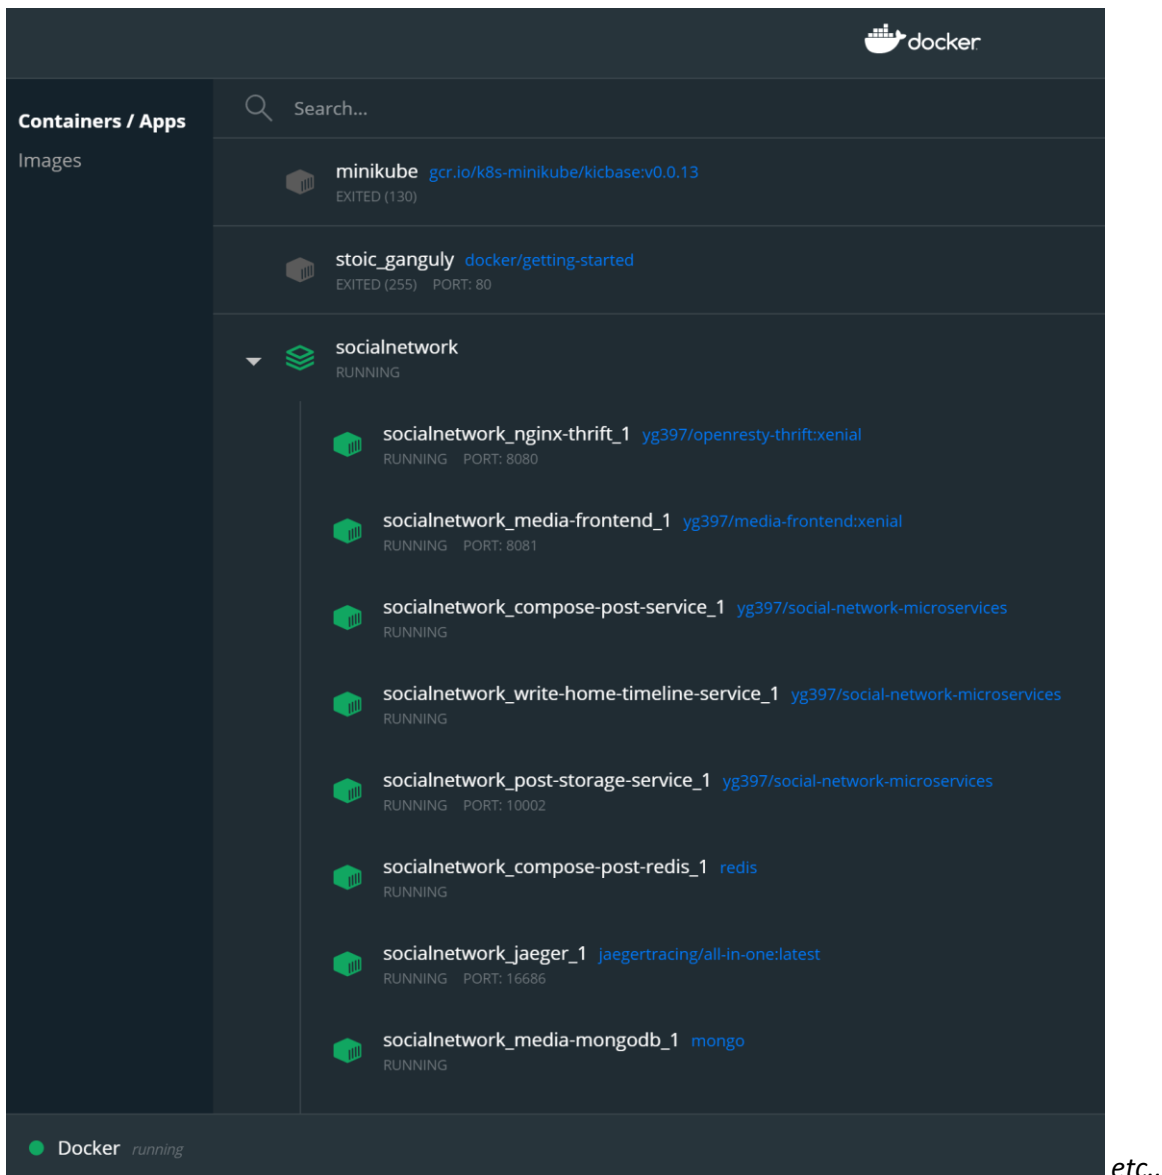 docker
Containers / Apps
Images
Search...
minikube gcr.io/k8s-minikube/kicbase:v0.0.13
EXITED (130)
stoic_ganguly docker/getting-started
EXITED (255) PORT: 80
socialnetwork
RUNNING
socialnetwork_nginx-thrift_1 yg397/openresty-thrift:xenial
RUNNING PORT: 8080
socialnetwork_media-frontend_1 yg397/media-frontend:xenial
RUNNING PORT: 8081
socialnetwork_compose-post-service_1 yg397/social-network-microservices
RUNNING
socialnetwork_write-home-timeline-service_1 yg397/social-network-microservices
RUNNING
socialnetwork_post-storage-service_1 yg397/social-network-microservices
RUNNING PORT: 10002
socialnetwork_compose-post-redis_1 redis
RUNNING
socialnetwork_jaeger_1 jaegertracing/all-in-one:latest
RUNNING PORT: 16686
socialnetwork_media-mongodb_1 mongo
RUNNING
Docker running
etc..